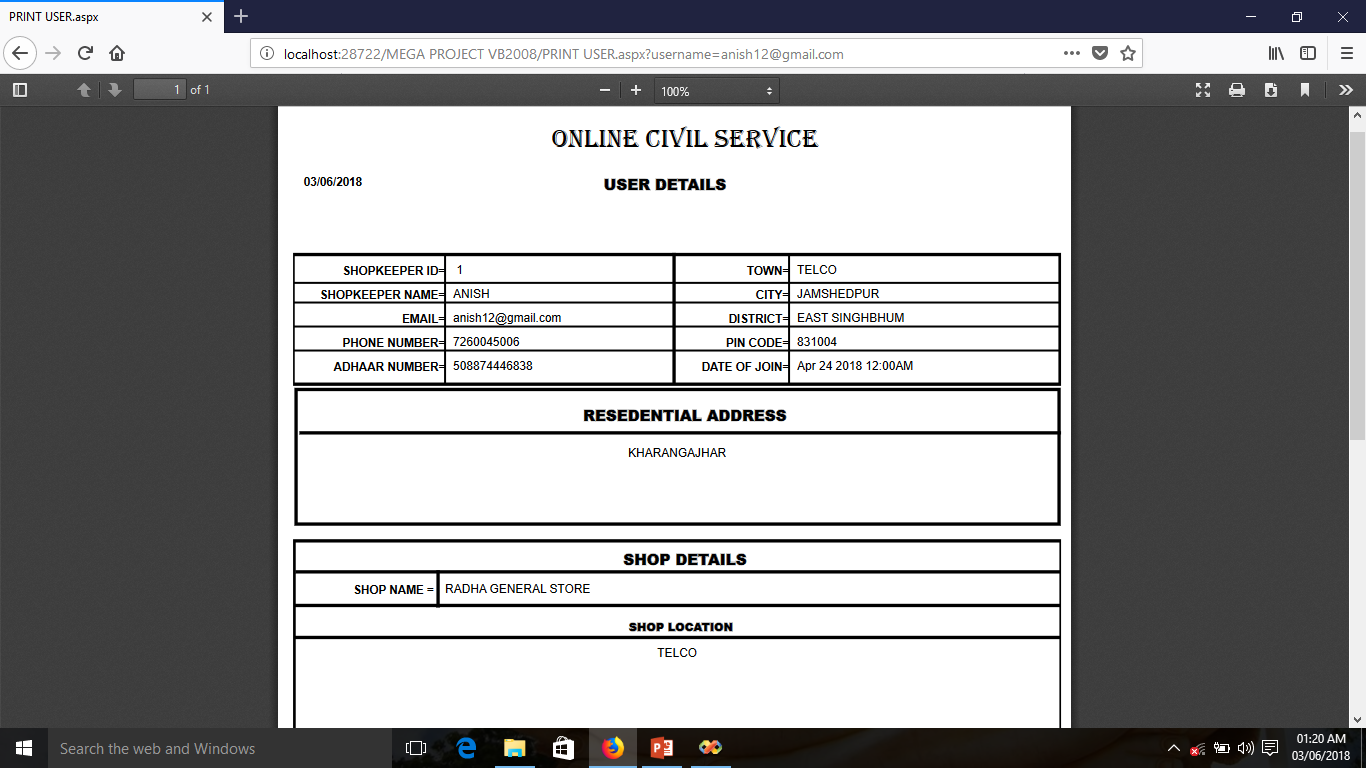 PRINT USER.aspx
localhost:28722/MEGA PROJECT VB2008/PRINT USER.aspx?username=anish12@gmail.com
1 of 1 100%
ONLINE CIVIL SERVICE
03/06/2018 USER DETAILS
SHOPKEEPER ID= 1 TOWN= TELCO
SHOPKEEPER NAME= ANISH CITY= JAMSHEDPUR
EMAIL= anish12@gmail.com DISTRICT= EAST SINGHBHUM
PHONE NUMBER= 7260045006 PIN CODE= 831004
ADHAAR NUMBER= 508874446838 DATE OF JOIN= Apr 24 2018 12:00AM
RESEDENTIAL ADDRESS
KHARANGAJHAR
SHOP DETAILS
SHOP NAME = RADHA GENERAL STORE
SHOP LOCATION
TELCO
Search the web and Windows
01:20 AM
03/06/2018